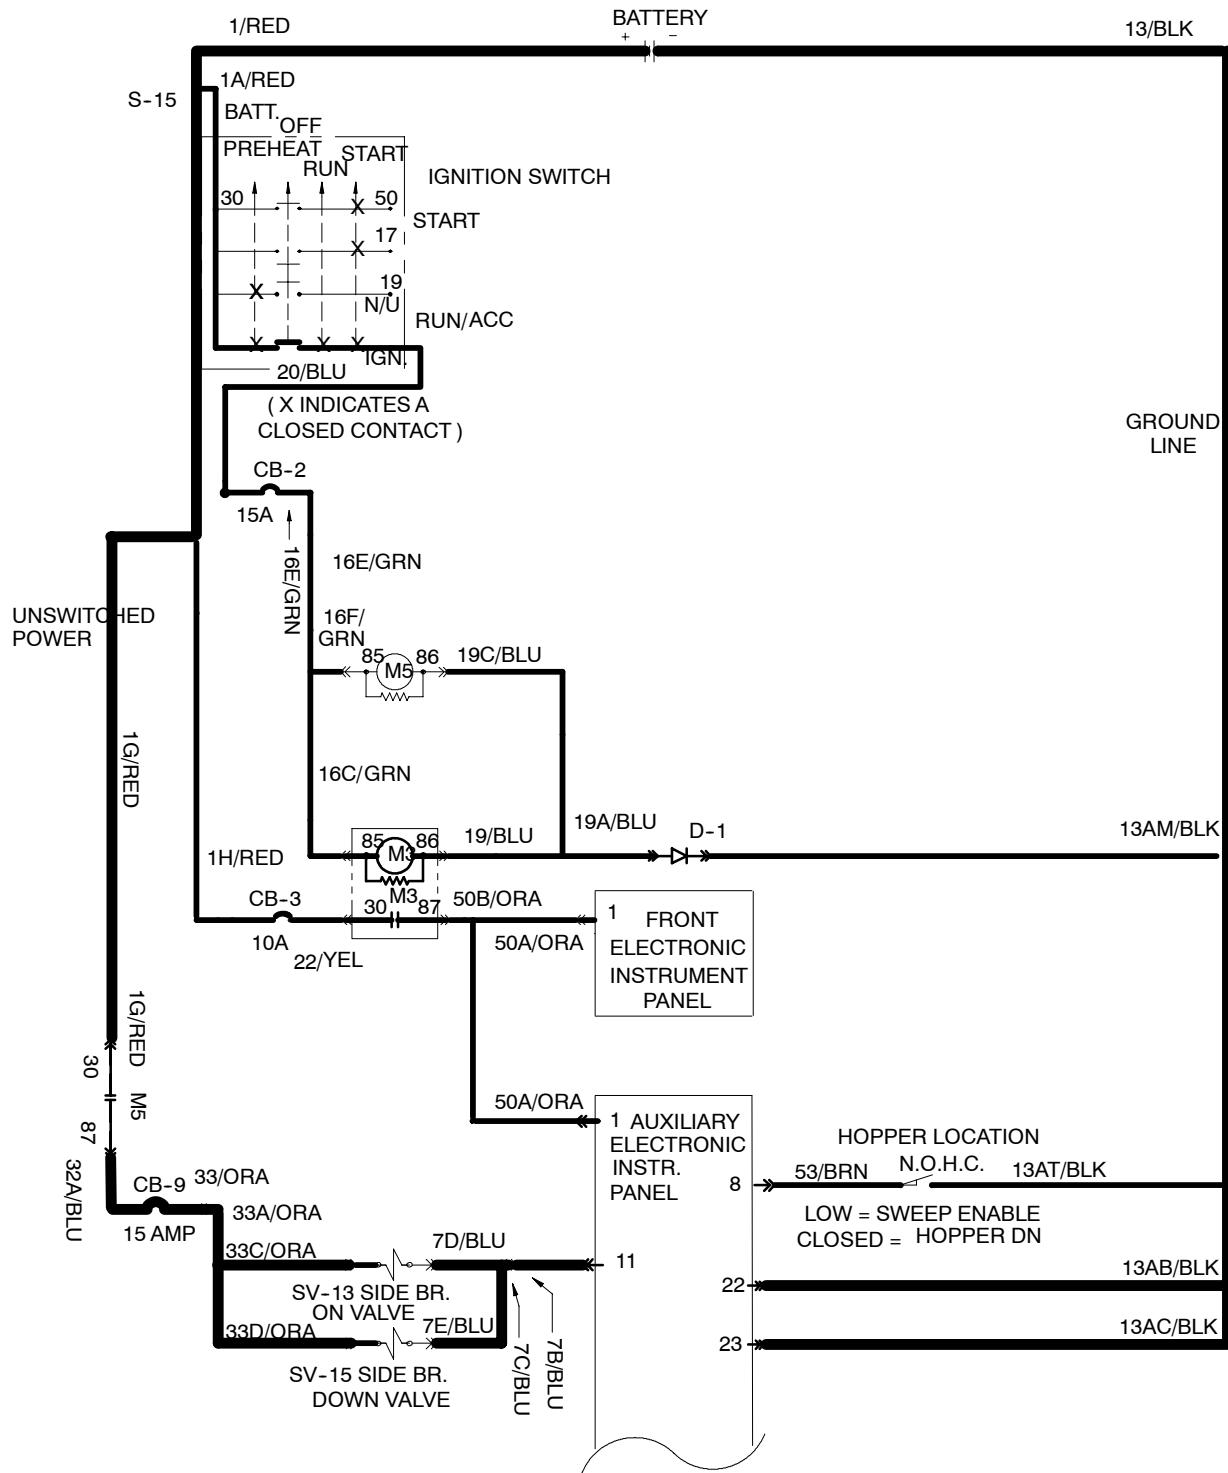 1/RED
BATTERY
+ −
13/BLK
1A/RED
S-15
BATT.
OFF
PREHEAT
START
RUN
IGNITION SWITCH
30
50
START
17
X
X
19
X
N/U
RUN/ACC
X X X
IGN.
20/BLU
( X INDICATES A
CLOSED CONTACT )
GROUND
LINE
CB-2
15A
16E/GRN
16E/GRN
UNSWITCHED
POWER
16F/
GRN
85
M5
86
19C/BLU
1G/RED
16C/GRN
19A/BLU
D-1
13AM/BLK
85
M3
86
19/BLU
1H/RED
M3
CB-3
30
87
50B/ORA
10A
22/YEL
50A/ORA
1 FRONT
ELECTRONIC
INSTRUMENT
PANEL
1G/RED
30
M5
87
50A/ORA
1 AUXILIARY
ELECTRONIC
INSTR.
PANEL
8
53/BRN
HOPPER LOCATION
N.O.H.C.
13AT/BLK
LOW = SWEEP ENABLE
CLOSED = HOPPER DN
32A/BLU
CB-9
33/ORA
15 AMP
33A/ORA
33C/ORA
7D/BLU
11
SV-13 SIDE BR.
ON VALVE
22
13AB/BLK
33D/ORA
7E/BLU
7C/BLU
7B/BLU
23
13AC/BLK
SV-15 SIDE BR.
DOWN VALVE